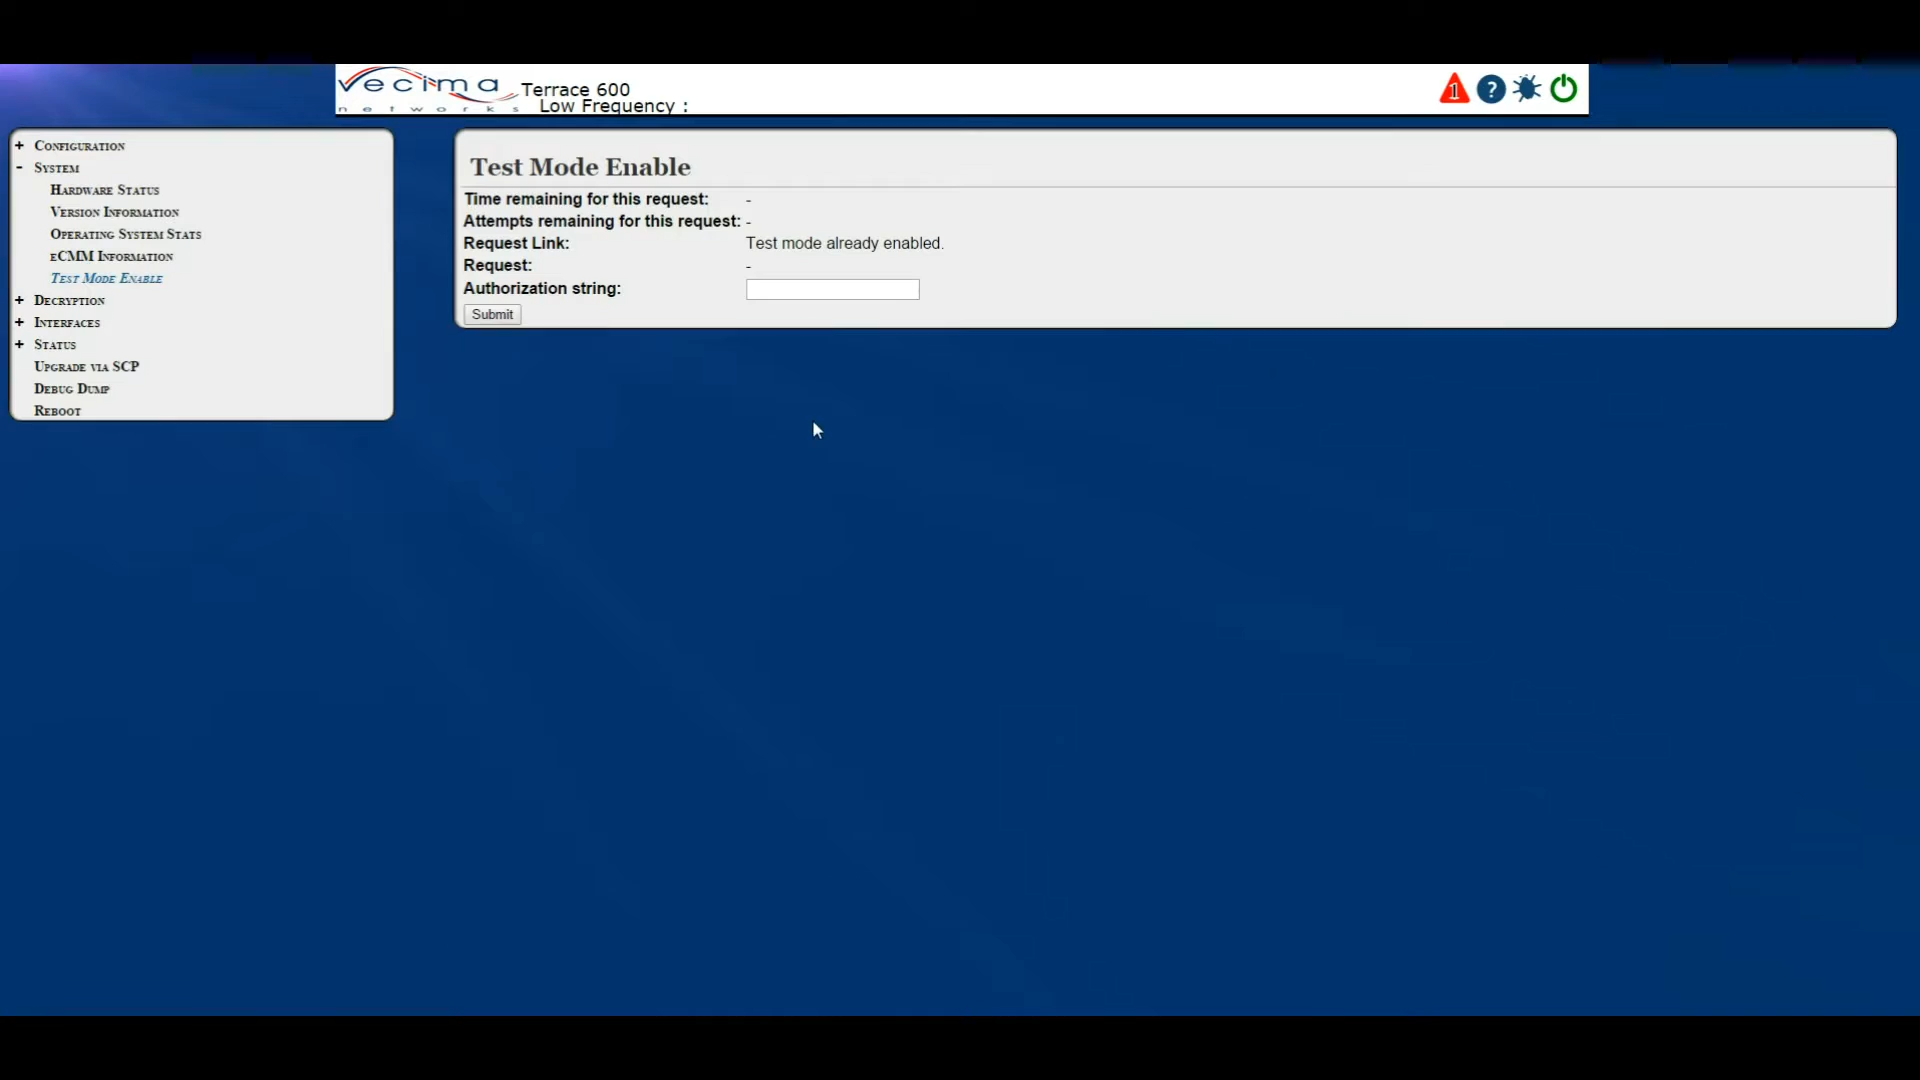 vecima
networks
Terrace 600
Low Frequency :
1
?
+ Configuration
- System
Hardware Status
Version Information
Operating System Stats
eCMM Information
Test Mode Enable
+ Decryption
+ Interfaces
+ Status
Upgrade via SCP
Debug Dump
Reboot
Test Mode Enable
Time remaining for this request: -
Attempts remaining for this request: -
Request Link: Test mode already enabled.
Request: -
Authorization string:
Submit